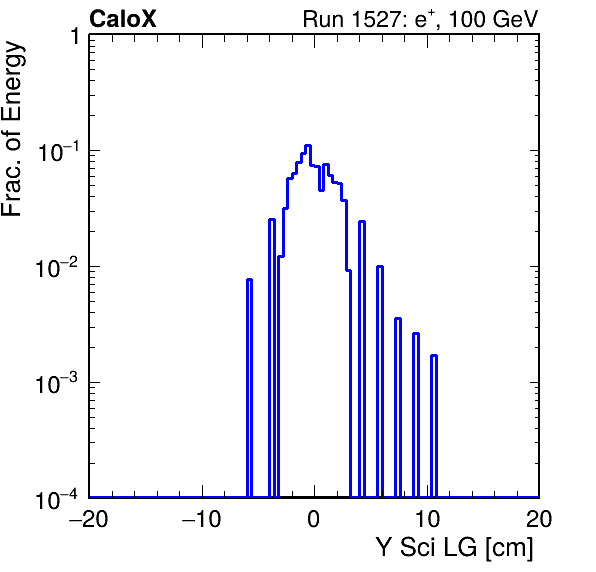 CaloX Run 1527: e⁺, 100 GeV
Frac. of Energy
1
10⁻¹
10⁻²
10⁻³
10⁻⁴
−20 −10 0 10 20
Y Sci LG [cm]